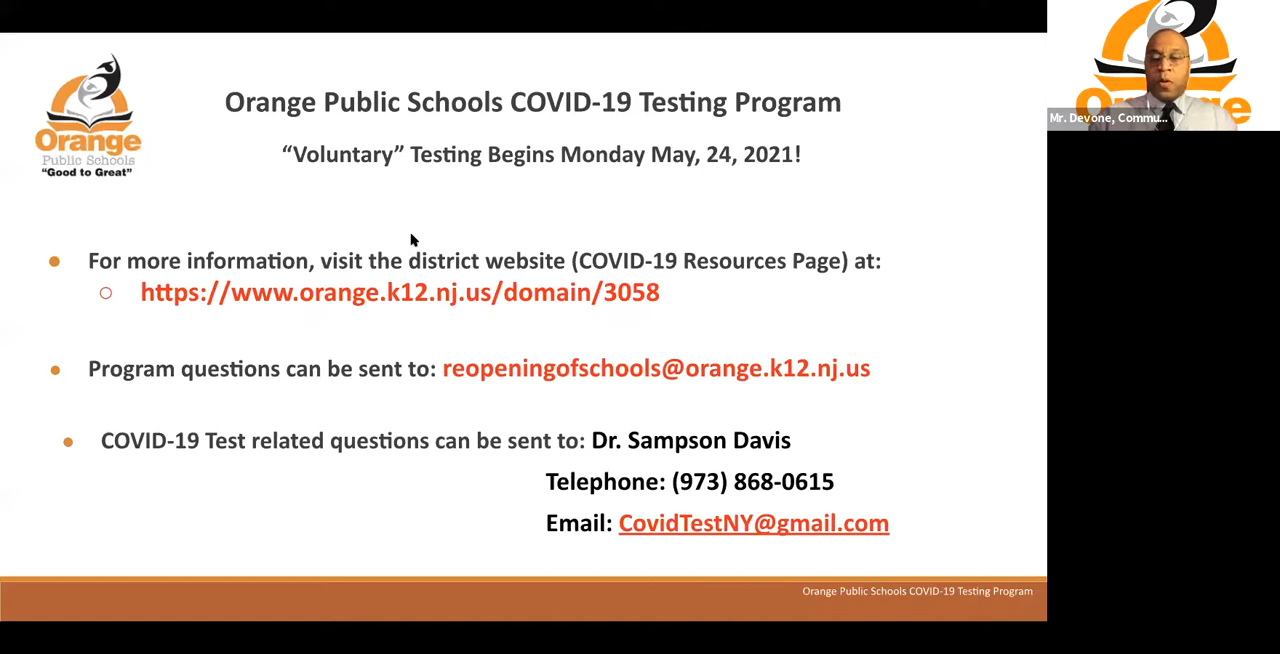 Orange Public Schools COVID-19 Testing Program
“Voluntary” Testing Begins Monday May, 24, 2021!
Orange
Public Schools
“Good to Great”
For more information, visit the district website (COVID-19 Resources Page) at:
https://www.orange.k12.nj.us/domain/3058
Program questions can be sent to: reopeningofschools@orange.k12.nj.us
COVID-19 Test related questions can be sent to: Dr. Sampson Davis
Telephone: (973) 868-0615
Email: CovidTestNY@gmail.com
Orange Public Schools COVID-19 Testing Program
Orange
Mr. Devone, Commu...